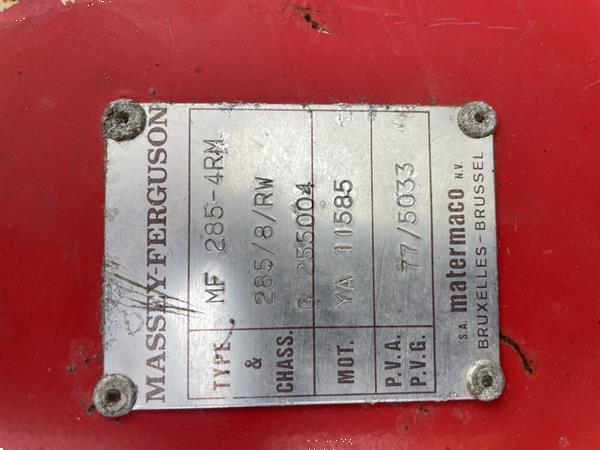 MASSEY-FERGUSON
TYPE MF 285-4RM
& 285/8/RW
CHASS. G 255004
MOT. YA 11585
P.V.A.
P.V.G. 77/5033
S.A. matermaco N.V.
BRUXELLES-BRUSSEL